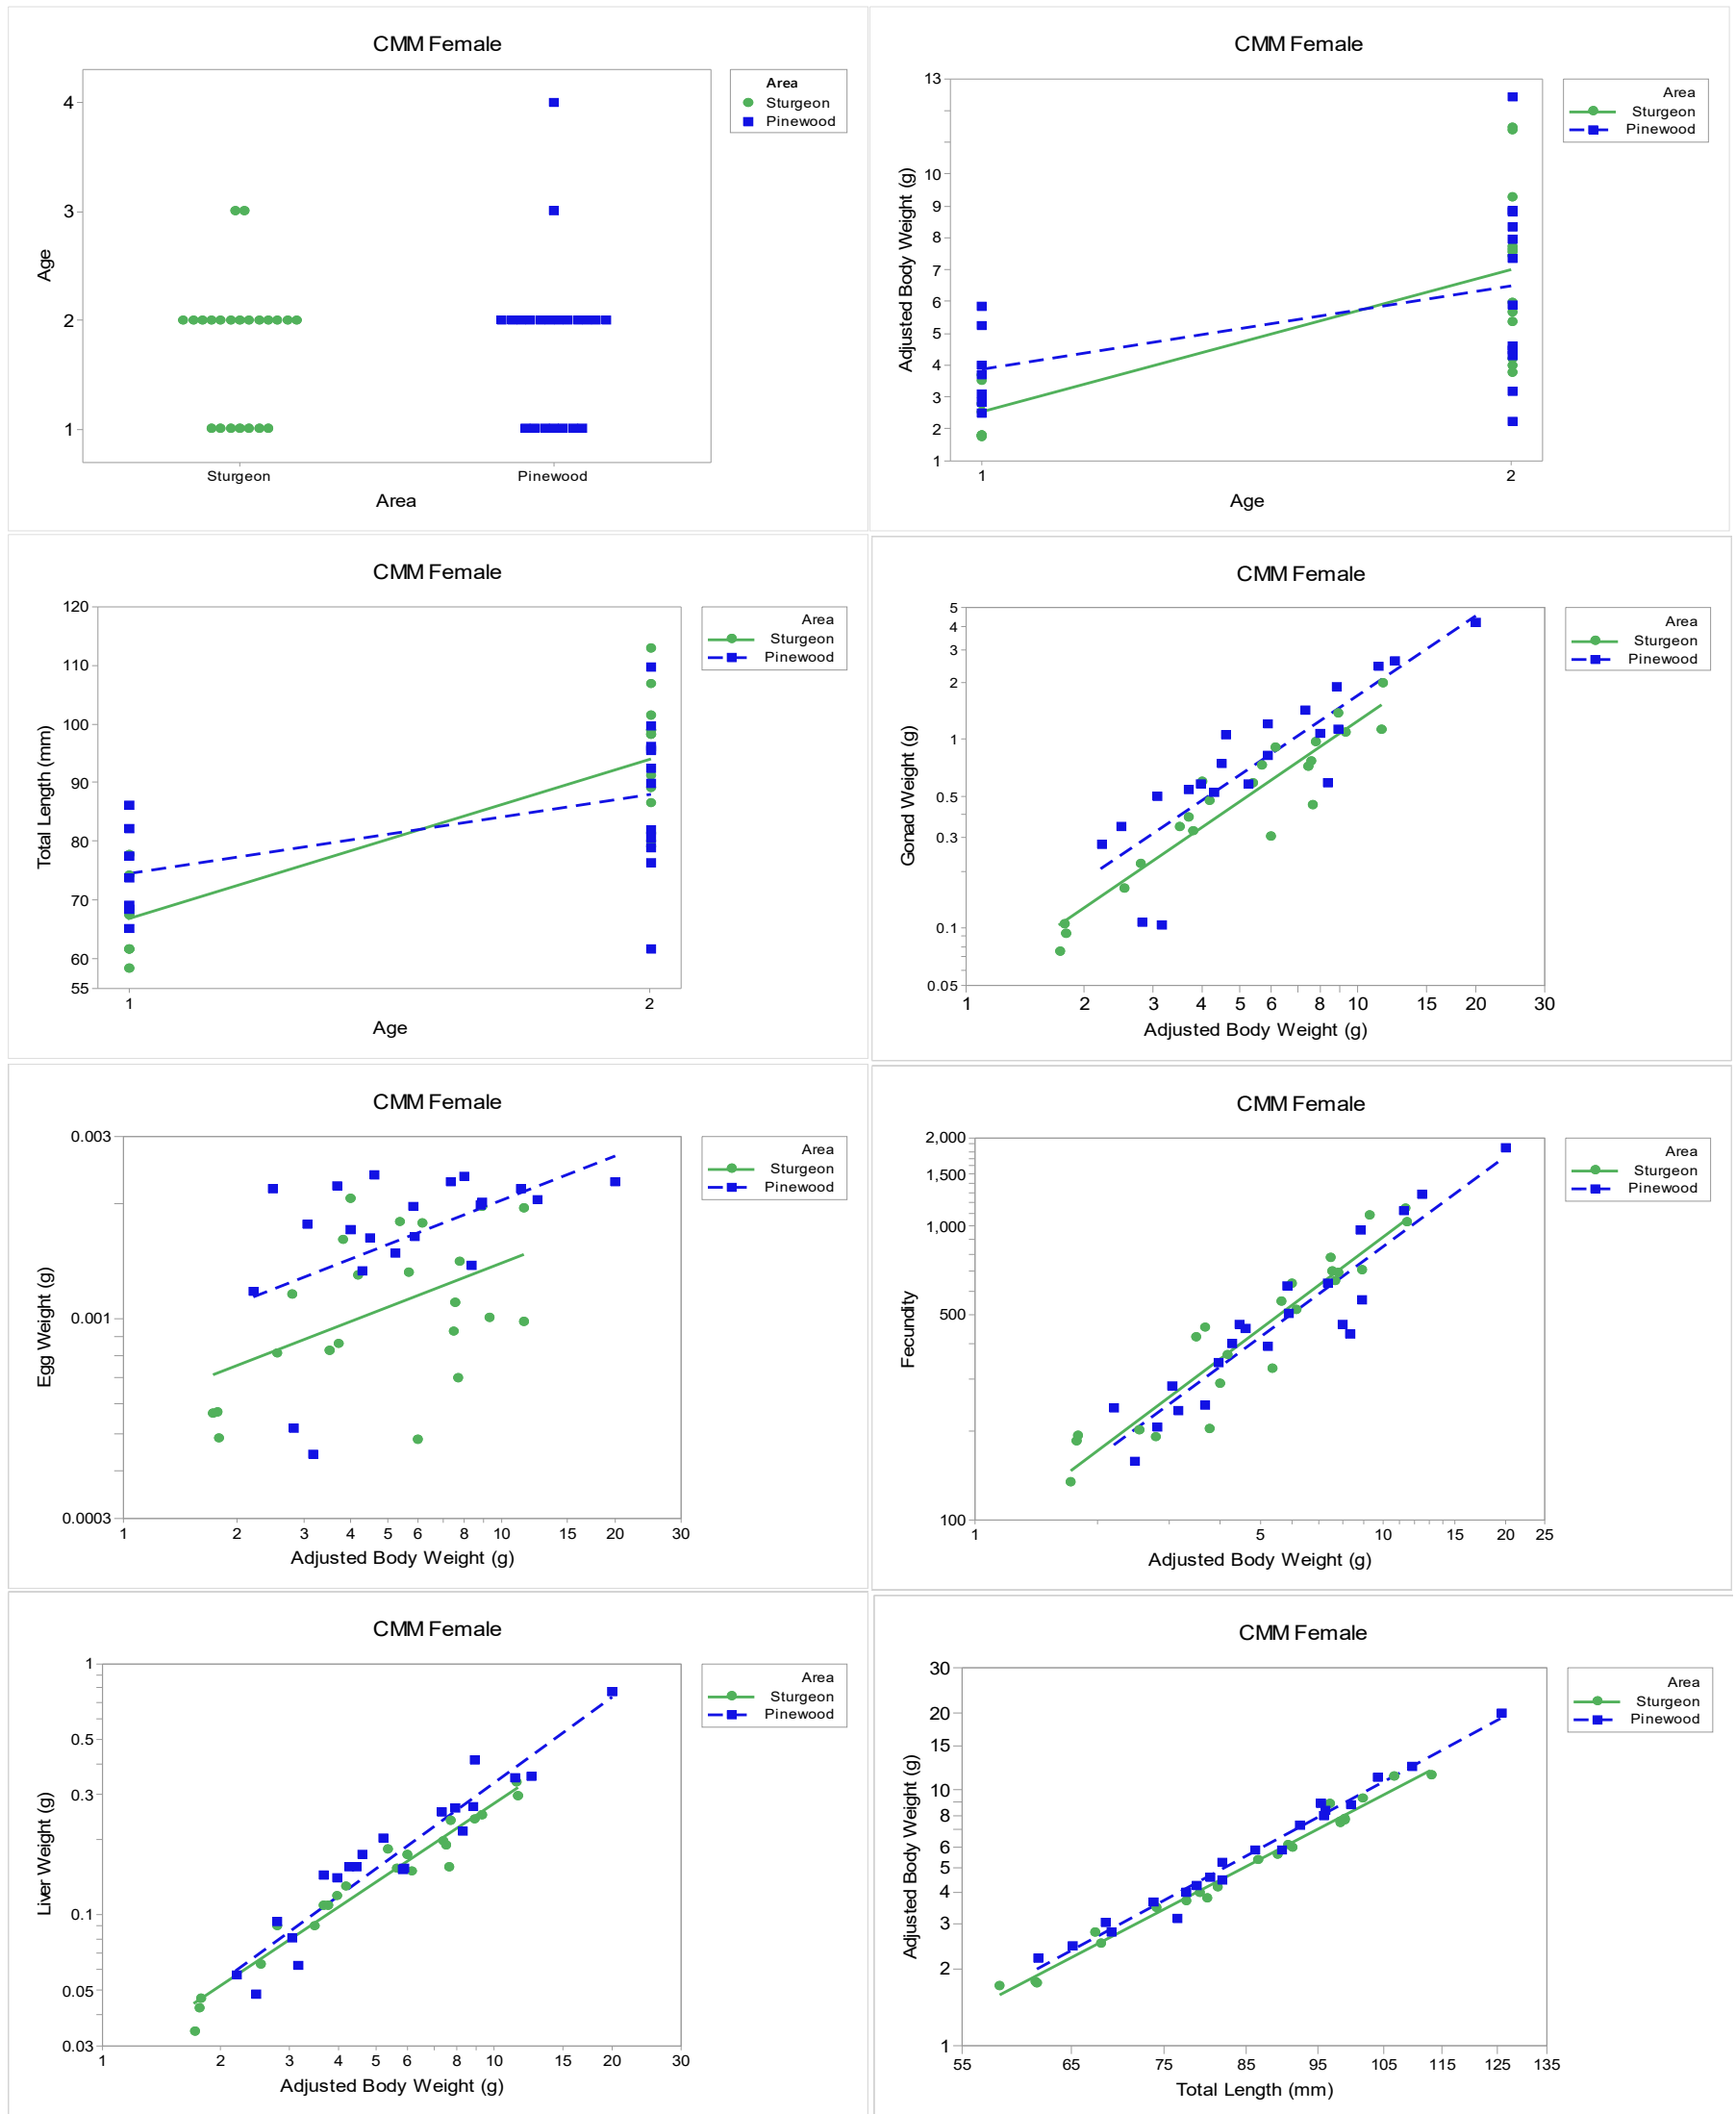 CMM Female
Area
Sturgeon
Pinewood
4
3
2
1
Age
Sturgeon
Pinewood
Area
CMM Female
Area
Sturgeon
Pinewood
13
10
9
8
7
6
5
4
3
2
1
Adjusted Body Weight (g)
1
2
Age
CMM Female
Area
Sturgeon
Pinewood
120
110
100
90
80
70
60
55
Total Length (mm)
1
2
Age
CMM Female
Area
Sturgeon
Pinewood
5
4
3
2
1
0.5
0.3
0.1
0.05
Gonad Weight (g)
1 2 3 4 5 6 8 10 15 20 30
Adjusted Body Weight (g)
CMM Female
Area
Sturgeon
Pinewood
0.003
0.001
0.0003
Egg Weight (g)
1 2 3 4 5 6 8 10 15 20 30
Adjusted Body Weight (g)
CMM Female
Area
Sturgeon
Pinewood
2,000
1,500
1,000
500
100
Fecundity
1 5 10 15 20 25
Adjusted Body Weight (g)
CMM Female
Area
Sturgeon
Pinewood
1
0.5
0.3
0.1
0.05
0.03
Liver Weight (g)
1 2 3 4 5 6 8 10 15 20 30
Adjusted Body Weight (g)
CMM Female
Area
Sturgeon
Pinewood
30
20
15
10
8
6
5
4
3
2
1
Adjusted Body Weight (g)
55 65 75 85 95 105 115 125 135
Total Length (mm)